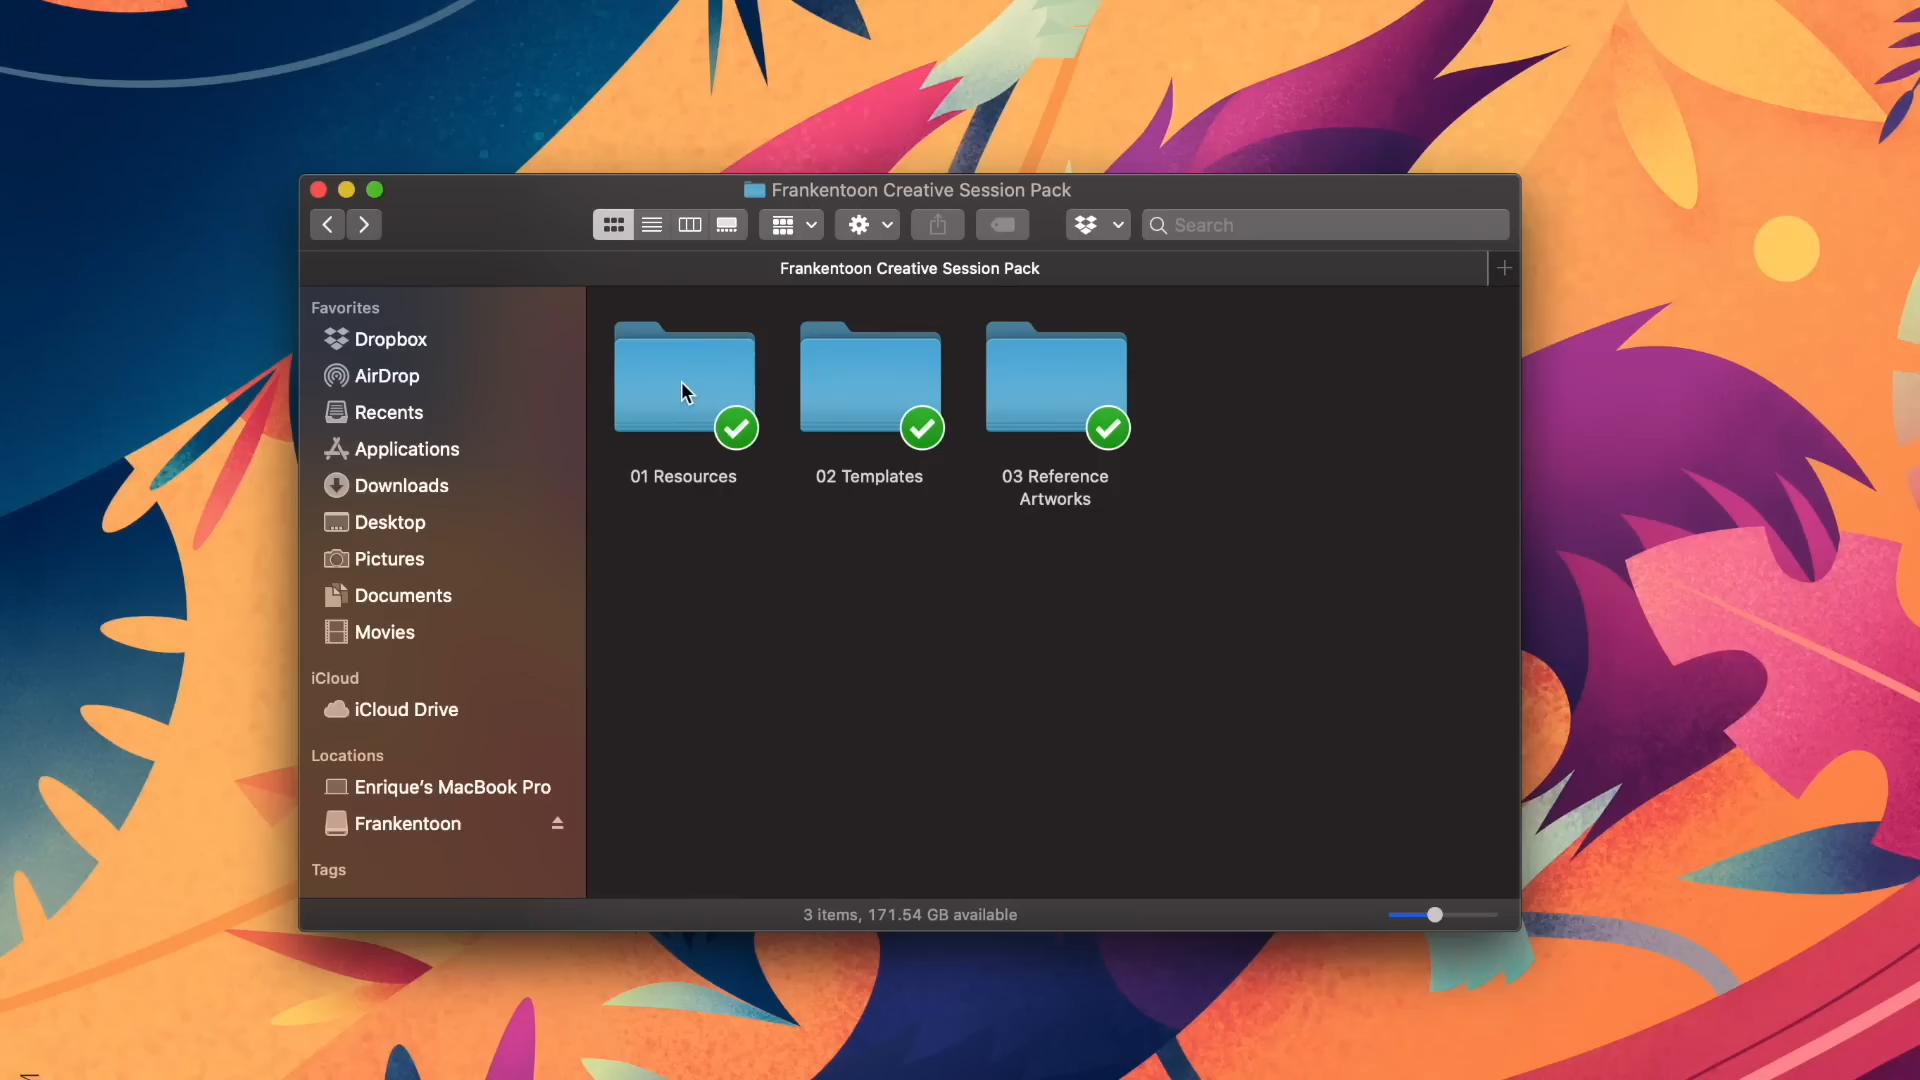 Frankentoon Creative Session Pack
Search
Frankentoon Creative Session Pack
Favorites
Dropbox
AirDrop
Recents
Applications
Downloads
Desktop
Pictures
Documents
Movies
iCloud
iCloud Drive
Locations
Enrique’s MacBook Pro
Frankentoon
Tags
01 Resources
02 Templates
03 Reference
Artworks
3 items, 171.54 GB available